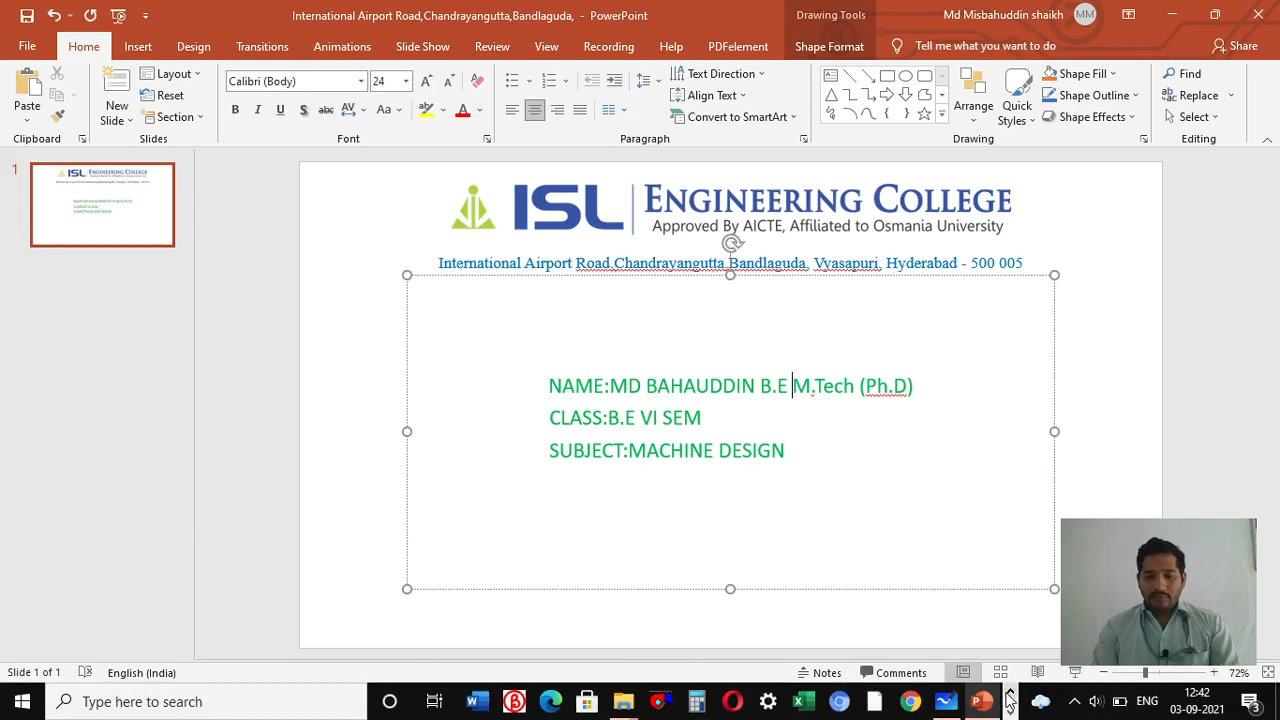 International Airport Road,Chandrayangutta,Bandlaguda, - PowerPoint
Drawing Tools
Md Misbahuddin shaikh
MM
File
Home
Insert
Design
Transitions
Animations
Slide Show
Review
View
Recording
Help
PDFelement
Shape Format
Tell me what you want to do
Share
Paste
Clipboard
New
Slide
Layout
Reset
Section
Slides
Calibri (Body)
24
B I U S abc AV Aa A
Font
Text Direction
Align Text
Convert to SmartArt
Paragraph
Arrange
Quick
Styles
Shape Fill
Shape Outline
Shape Effects
Drawing
Find
Replace
Select
Editing
1
ISL ENGINEERING COLLEGE
Approved By AICTE, Affiliated to Osmania University
International Airport Road,Chandrayangutta,Bandlaguda, Vyasapuri, Hyderabad - 500 005
NAME:MD BAHAUDDIN B.E M.Tech (Ph.D)
CLASS:B.E VI SEM
SUBJECT:MACHINE DESIGN
Slide 1 of 1
English (India)
Notes
Comments
72%
Type here to search
ENG
12:42
03-09-2021
3